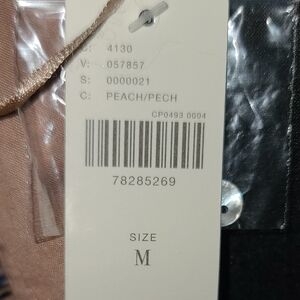 D: 4130
V: 057857
S: 0000021
C: PEACH/PECH
CP0493 0004
78285269
SIZE
M